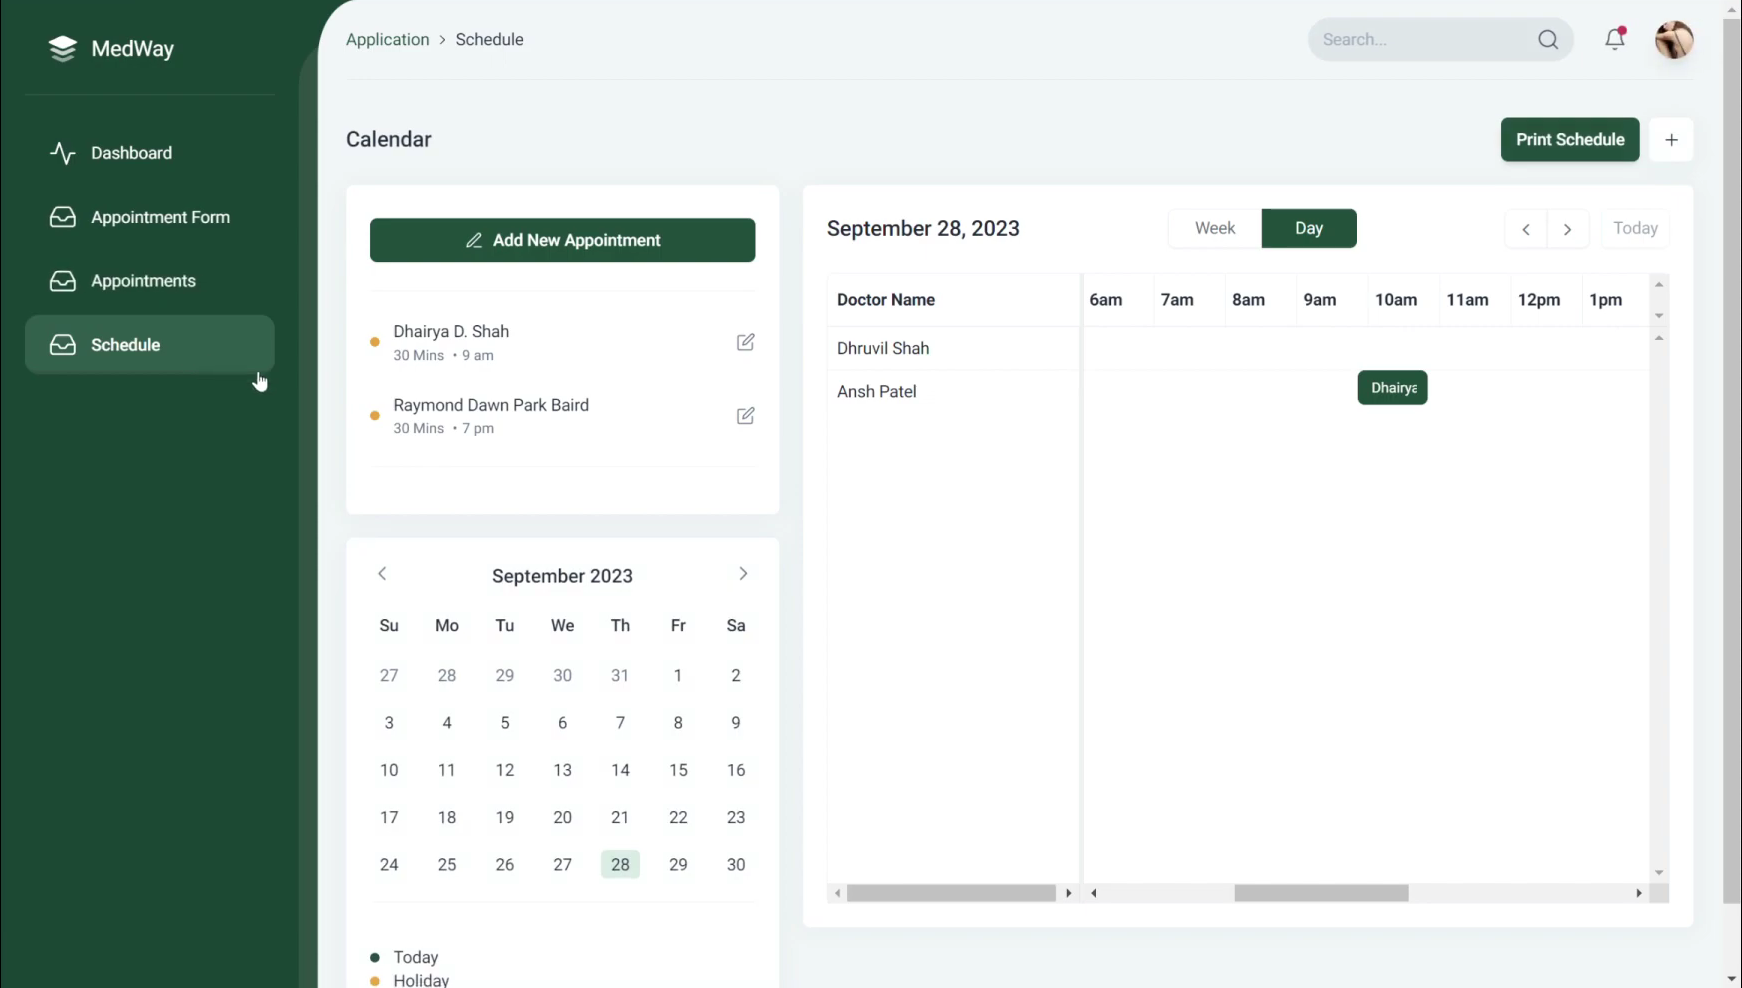 MedWay
Dashboard
Appointment Form
Appointments
Schedule
Application > Schedule
Search...
Calendar
Print Schedule
+
Add New Appointment
Dhairya D. Shah
30 Mins • 9 am
Raymond Dawn Park Baird
30 Mins • 7 pm
September 2023
Su Mo Tu We Th Fr Sa
27 28 29 30 31 1 2
3 4 5 6 7 8 9
10 11 12 13 14 15 16
17 18 19 20 21 22 23
24 25 26 27 28 29 30
Today
Holiday
September 28, 2023
Week Day
Today
Doctor Name 6am 7am 8am 9am 10am 11am 12pm 1pm
Dhruvil Shah
Ansh Patel
Dhairya